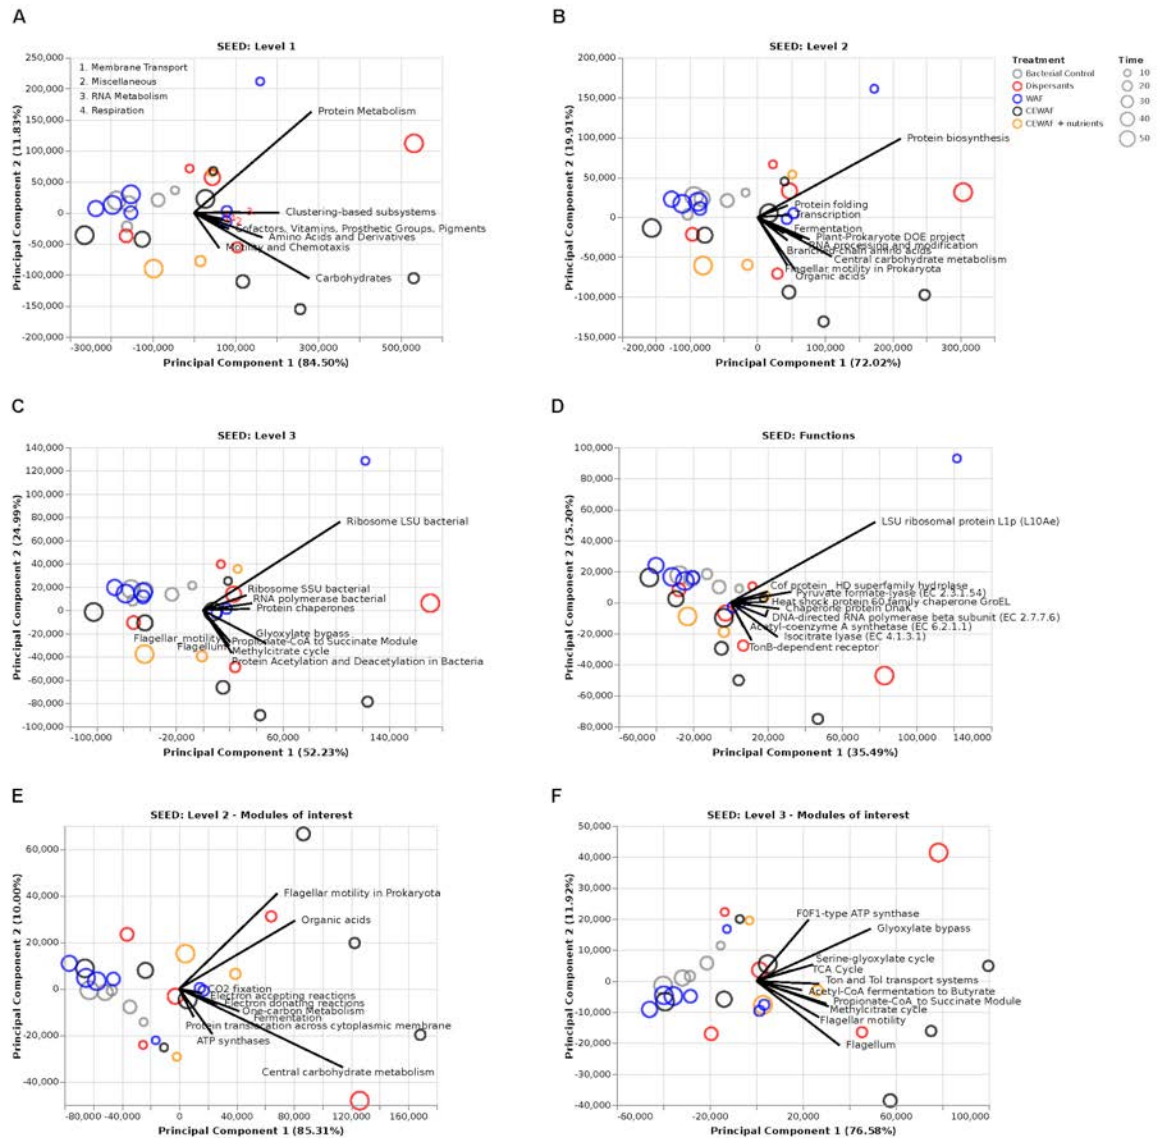 A
SEED: Level 1
250,000
200,000
150,000
100,000
50,000
0
-50,000
-100,000
-150,000
-200,000
Principal Component 2 (11.83%)
1. Membrane Transport
2. Miscellaneous
3. RNA Metabolism
4. Respiration
Protein Metabolism
3
2
Clustering-based subsystems
Cofactors, Vitamins, Prosthetic Groups, Pigments
Amino Acids and Derivatives
Motility and Chemotaxis
Carbohydrates
-300,000 -100,000 100,000 300,000 500,000
Principal Component 1 (84.50%)
B
SEED: Level 2
200,000
150,000
100,000
50,000
0
-50,000
-100,000
-150,000
Principal Component 2 (19.91%)
Protein biosynthesis
Protein folding
Transcription
Fermentation
Plant-Prokaryote DOE project
RNA processing and modification
Branched-chain amino acids
Central carbohydrate metabolism
Flagellar motility in Prokaryota
Organic acids
-200,000 -100,000 0 100,000 200,000 300,000
Principal Component 1 (72.02%)
Treatment
Bacterial Control
Dispersants
WAF
CEWAF
CEWAF + nutrients
Time
10
20
30
40
50
C
SEED: Level 3
140,000
120,000
100,000
80,000
60,000
40,000
20,000
0
-20,000
-40,000
-60,000
-80,000
-100,000
Principal Component 2 (24.99%)
Ribosome LSU bacterial
Ribosome SSU bacterial
RNA polymerase bacterial
Protein chaperones
Glyoxylate bypass
Flagellar motility
Propionate-CoA to Succinate Module
Flagellum
Methylcitrate cycle
Protein Acetylation and Deacetylation in Bacteria
-100,000 -20,000 60,000 140,000
Principal Component 1 (52.23%)
D
SEED: Functions
100,000
80,000
60,000
40,000
20,000
0
-20,000
-40,000
-60,000
-80,000
Principal Component 2 (25.20%)
LSU ribosomal protein L1p (L10Ae)
Cof protein_ HD superfamily hydrolase
Pyruvate formate-lyase (EC 2.3.1.54)
Heat shock protein 60 family chaperone GroEL
Chaperone protein DnaK
DNA-directed RNA polymerase beta subunit (EC 2.7.7.6)
Acetyl-coenzyme A synthetase (EC 6.2.1.1)
Isocitrate lyase (EC 4.1.3.1)
TonB-dependent receptor
-60,000 -20,000 20,000 60,000 100,000 140,000
Principal Component 1 (35.49%)
E
SEED: Level 2 - Modules of interest
60,000
40,000
20,000
0
-20,000
-40,000
Principal Component 2 (10.00%)
Flagellar motility in Prokaryota
Organic acids
CO2 fixation
Electron accepting reactions
Electron donating reactions
One-carbon Metabolism
Fermentation
Protein translocation across cytoplasmic membrane
ATP synthases
Central carbohydrate metabolism
-80,000 -40,000 0 40,000 80,000 120,000 160,000
Principal Component 1 (85.31%)
F
SEED: Level 3 - Modules of interest
50,000
40,000
30,000
20,000
10,000
0
-10,000
-20,000
-30,000
-40,000
Principal Component 2 (11.92%)
F0F1-type ATP synthase
Glyoxylate bypass
Serine-glyoxylate cycle
TCA Cycle
Ton and Tol transport systems
Acetyl-CoA fermentation to Butyrate
Propionate-CoA to Succinate Module
Methylcitrate cycle
Flagellar motility
Flagellum
-60,000 -20,000 20,000 60,000 100,000
Principal Component 1 (76.58%)